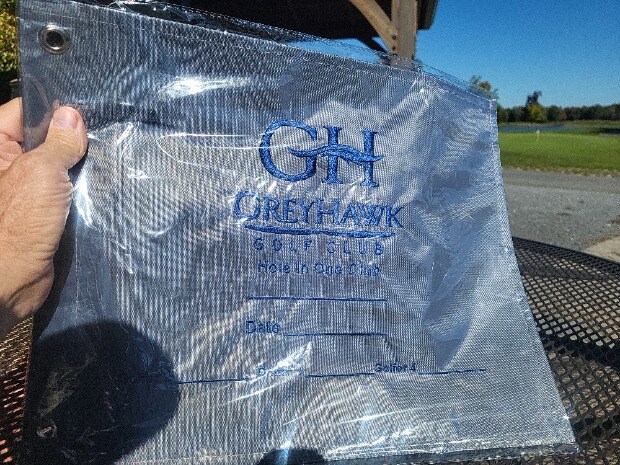 GH
GREYHAWK
GOLF CLUB
Hole in One Club
Date
Golfer 4